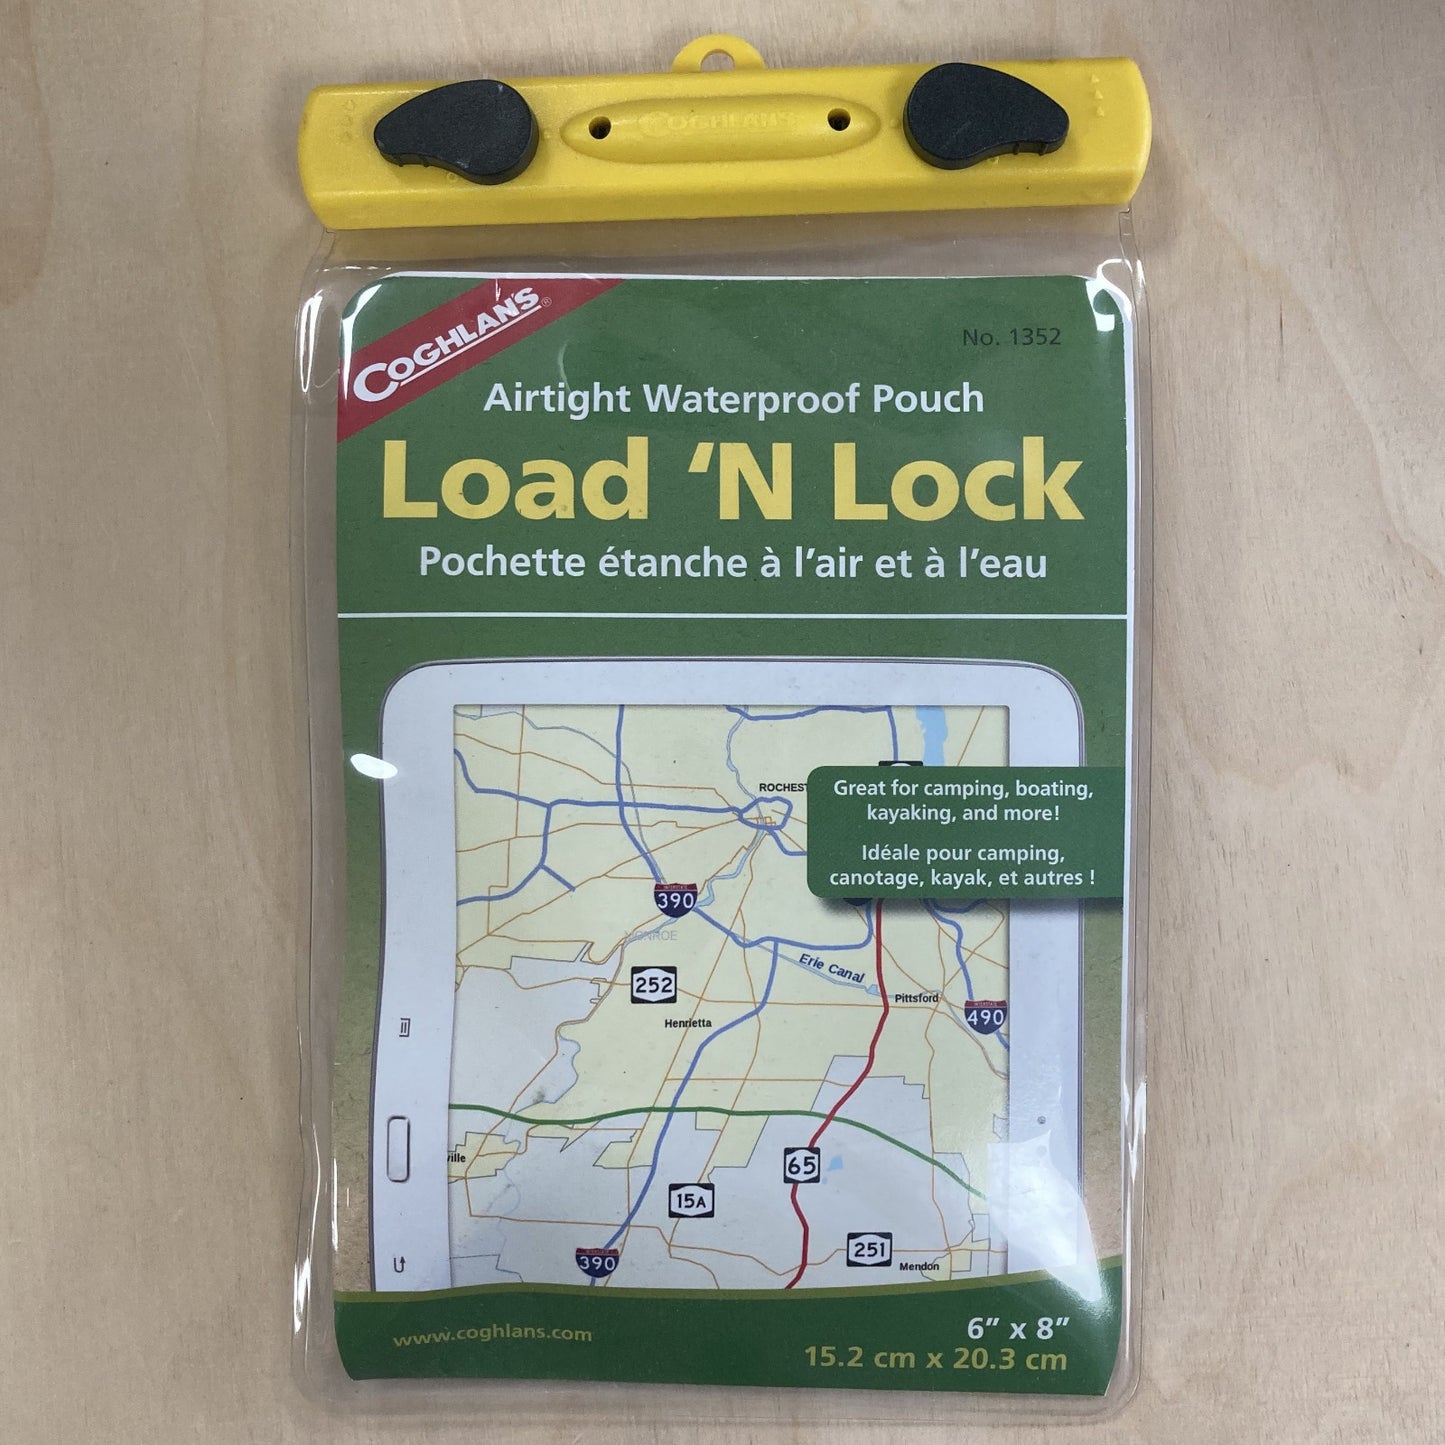 COGHLAN'S
COGHLAN'S®
No. 1352
Airtight Waterproof Pouch
Load 'N Lock
Pochette étanche à l'air et à l'eau
ROCHEST
Great for camping, boating,
kayaking, and more!
Idéale pour camping,
canotage, kayak, et autres !
INTERSTATE
390
MONROE
Erie Canal
252
Pittsford
490
Henrietta
ville
65
15A
251
390
Mendon
6” x 8”
www.coghlans.com
15.2 cm x 20.3 cm